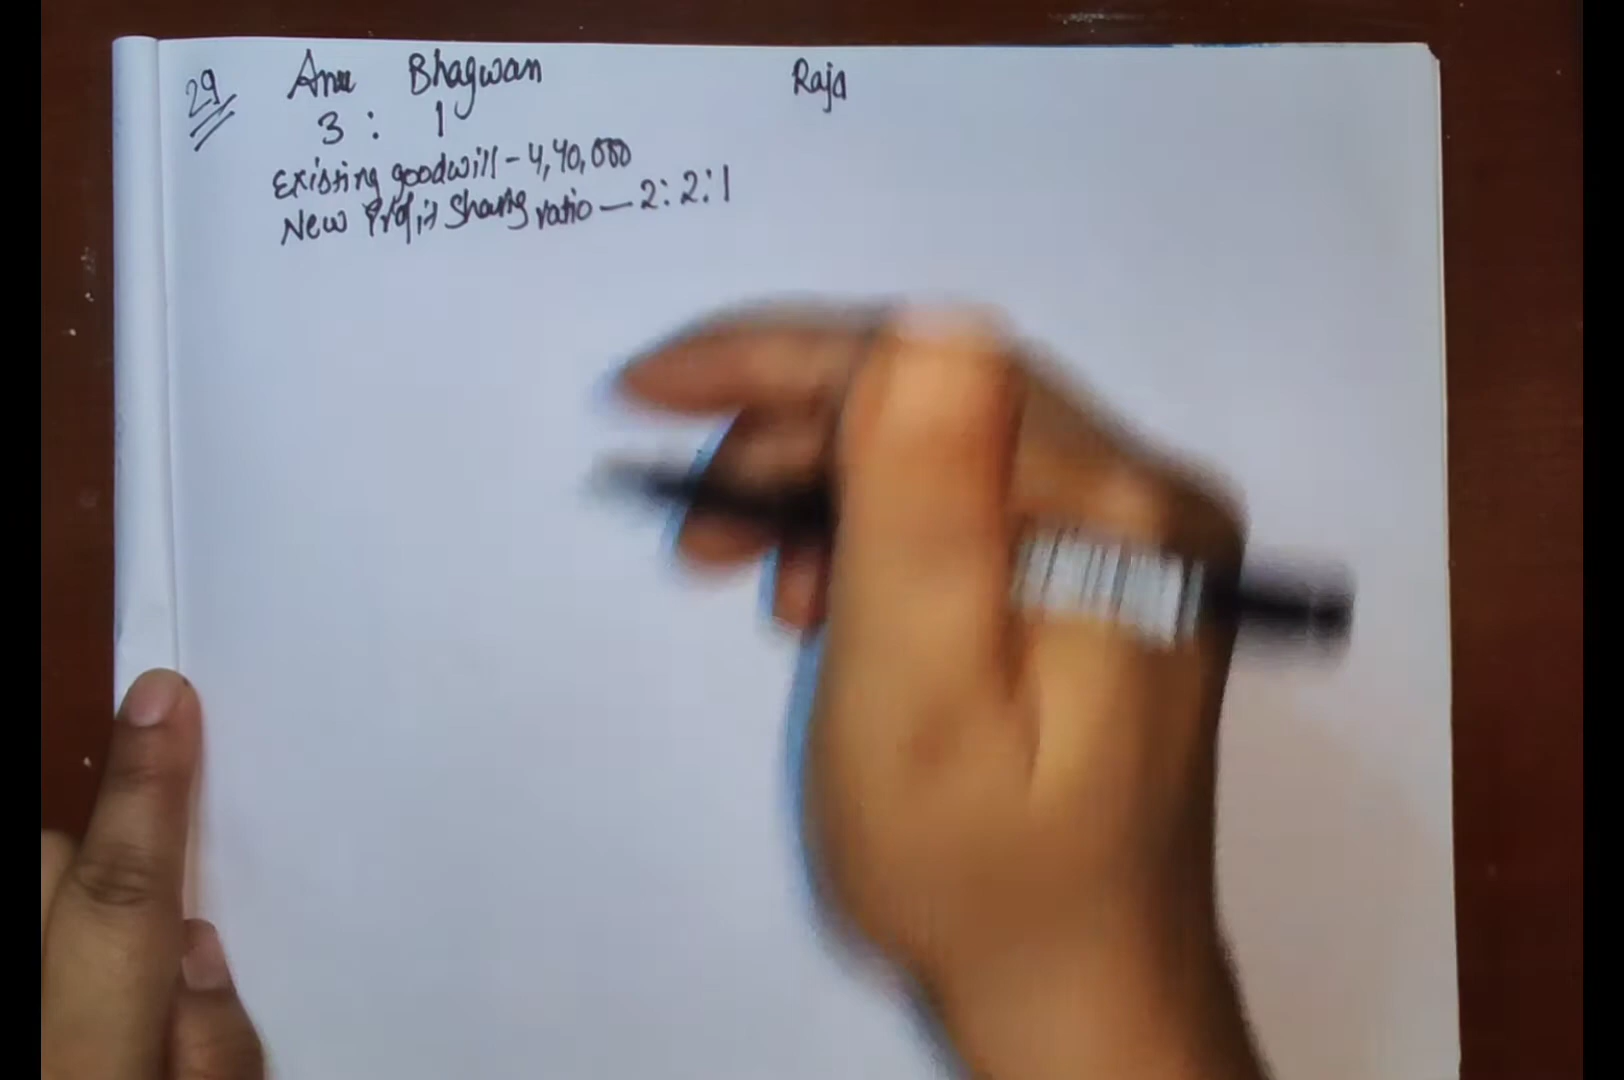 29 Anu Bhagwan Raja
3 : 1
Existing goodwill - 4,40,000
New Profit Sharing ratio - 2:2:1